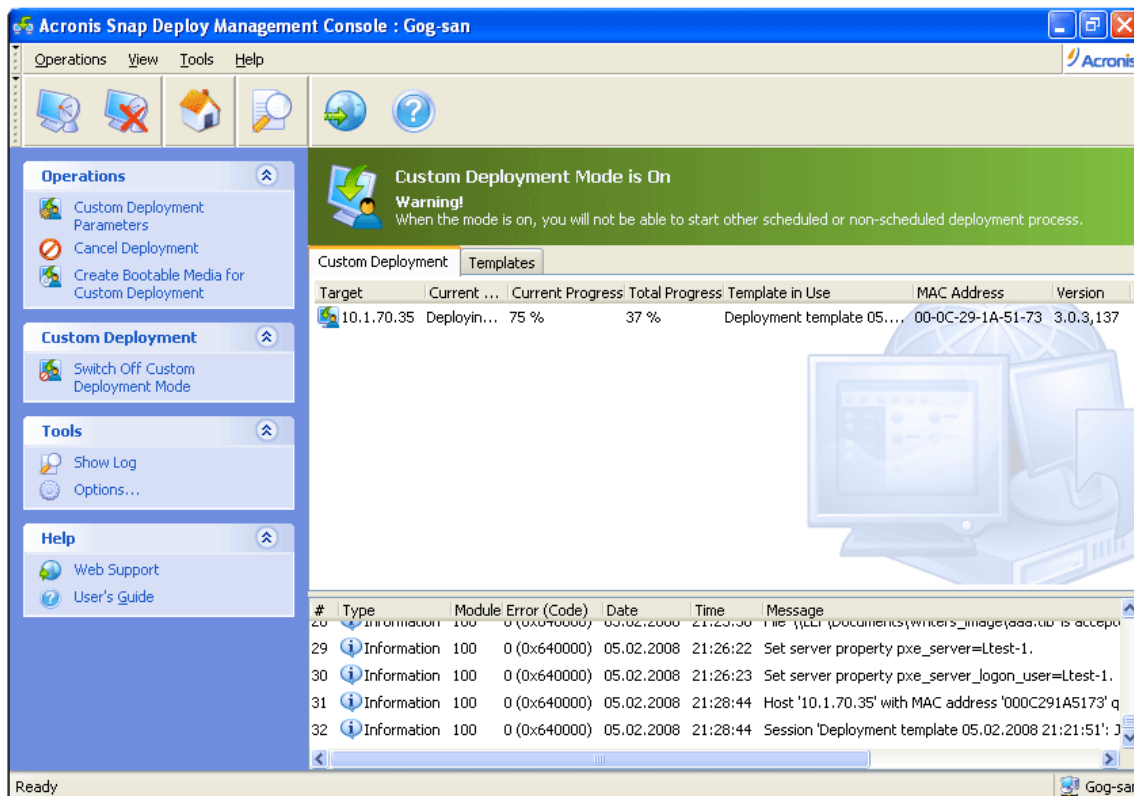 Acronis Snap Deploy Management Console : Gog-san
Operations View Tools Help
Acronis
Operations
Custom Deployment
Parameters
Cancel Deployment
Create Bootable Media for
Custom Deployment
Custom Deployment
Switch Off Custom
Deployment Mode
Tools
Show Log
Options...
Help
Web Support
User's Guide
Custom Deployment Mode is On
Warning!
When the mode is on, you will not be able to start other scheduled or non-scheduled deployment process.
Custom Deployment Templates
Target Current ... Current Progress Total Progress Template in Use MAC Address Version
10.1.70.35 Deployin... 75 % 37 % Deployment template 05.... 00-0C-29-1A-51-73 3.0.3,137
# Type Module Error (Code) Date Time Message
29 Information 100 0 (0x640000) 05.02.2008 21:26:22 Set server property pxe_server=Ltest-1.
30 Information 100 0 (0x640000) 05.02.2008 21:26:23 Set server property pxe_server_logon_user=Ltest-1.
31 Information 100 0 (0x640000) 05.02.2008 21:28:44 Host '10.1.70.35' with MAC address '000C291A5173' q
32 Information 100 0 (0x640000) 05.02.2008 21:28:44 Session 'Deployment template 05.02.2008 21:21:51': J
Ready
Gog-san